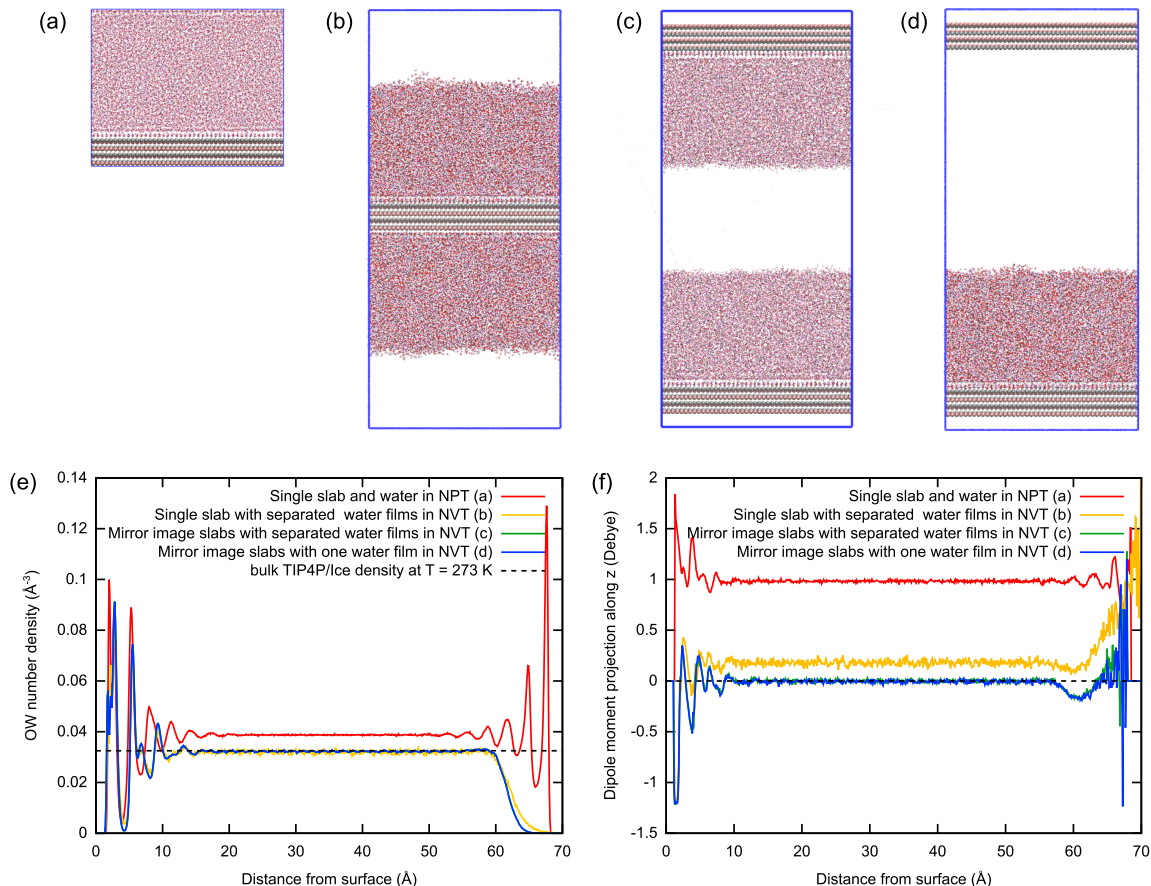 (a) (b) (c) (d)
(e)
0.14
0.12
0.1
0.08
0.06
0.04
0.02
0
OW number density (Å-3)
Single slab and water in NPT (a)
Single slab with separated  water films in NVT (b)
Mirror image slabs with separated water films in NVT (c)
Mirror image slabs with one water film in NVT (d)
bulk TIP4P/Ice density at T = 273 K
0 10 20 30 40 50 60 70
Distance from surface (Å)
(f)
2
1.5
1
0.5
0
-0.5
-1
-1.5
Dipole moment projection along z (Debye)
Single slab and water in NPT (a)
Single slab with separated  water films in NVT (b)
Mirror image slabs with separated water films in NVT (c)
Mirror image slabs with one water film in NVT (d)
0 10 20 30 40 50 60 70
Distance from surface (Å)